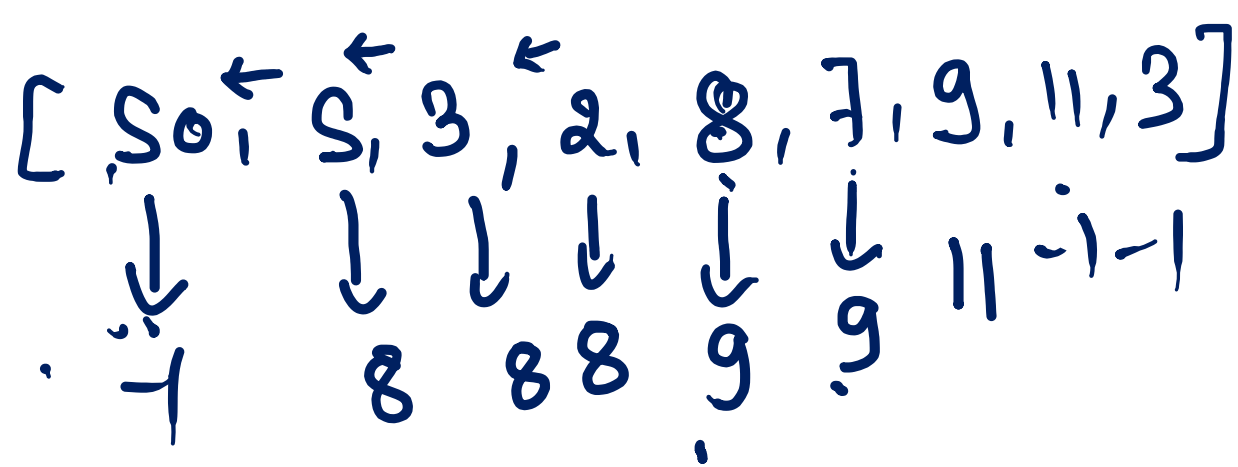 [ 50, 5, 3, 2, 8, 7, 9, 11, 3 ]
-1 8 8 8 9 9 11 -1 -1